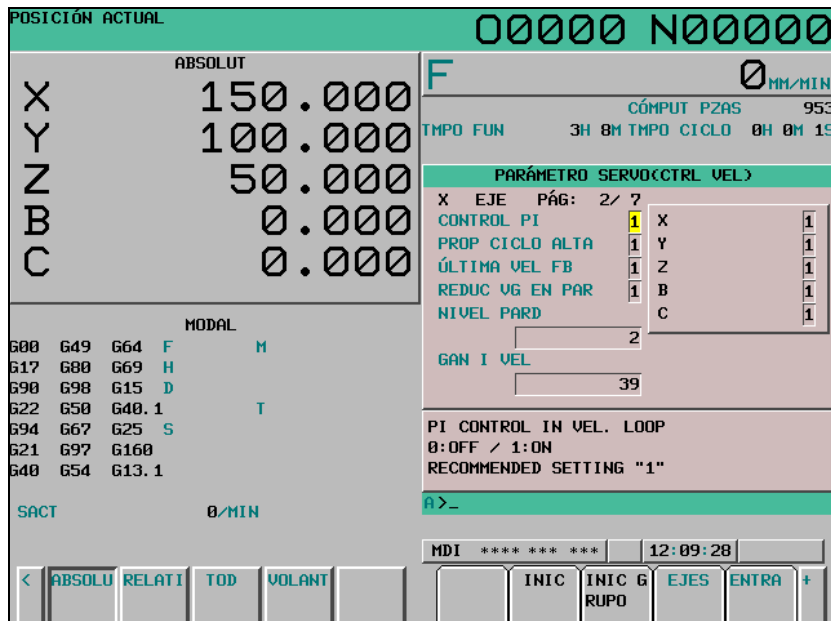 POSICIÓN ACTUAL
O0000 N00000
ABSOLUT
X 150.000
Y 100.000
Z 50.000
B 0.000
C 0.000
F 0 MM/MIN
CÓMPUT PZAS 953
TMPO FUN 3H 8M TMPO CICLO 0H 0M 19
MODAL
G00 G49 G64 F M
G17 G80 G69 H
G90 G98 G15 D
G22 G50 G40.1 T
G94 G67 G25 S
G21 G97 G160
G40 G54 G13.1
SACT 0/MIN
PARÁMETRO SERVO(CTRL VEL)
X EJE PÁG: 2/ 7
CONTROL PI 1 X 1
PROP CICLO ALTA 1 Y 1
ÚLTIMA VEL FB 1 Z 1
REDUC VG EN PAR 1 B 1
NIVEL PARD C 1
2
GAN I VEL
39
PI CONTROL IN VEL. LOOP
0:OFF / 1:ON
RECOMMENDED SETTING "1"
A>_
MDI **** *** *** 12:09:28
< ABSOLU RELATI TOD VOLANT INIC INIC G EJES ENTRA +
RUPO